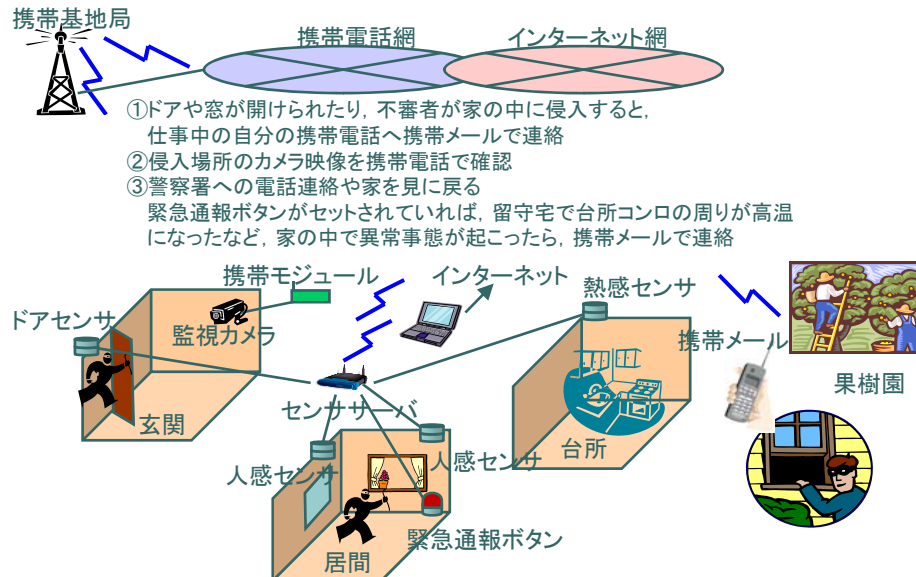 携帯基地局
携帯電話網
インターネット網
①ドアや窓が開けられたり，不審者が家の中に侵入すると，
仕事中の自分の携帯電話へ携帯メールで連絡
②侵入場所のカメラ映像を携帯電話で確認
③警察署への電話連絡や家を見に戻る
緊急通報ボタンがセットされていれば，留守宅で台所コンロの周りが高温
になったなど，家の中で異常事態が起こったら，携帯メールで連絡
携帯モジュール
インターネット
熱感センサ
ドアセンサ
監視カメラ
携帯メール
果樹園
センササーバ
玄関
台所
人感センサ
人感センサ
緊急通報ボタン
居間